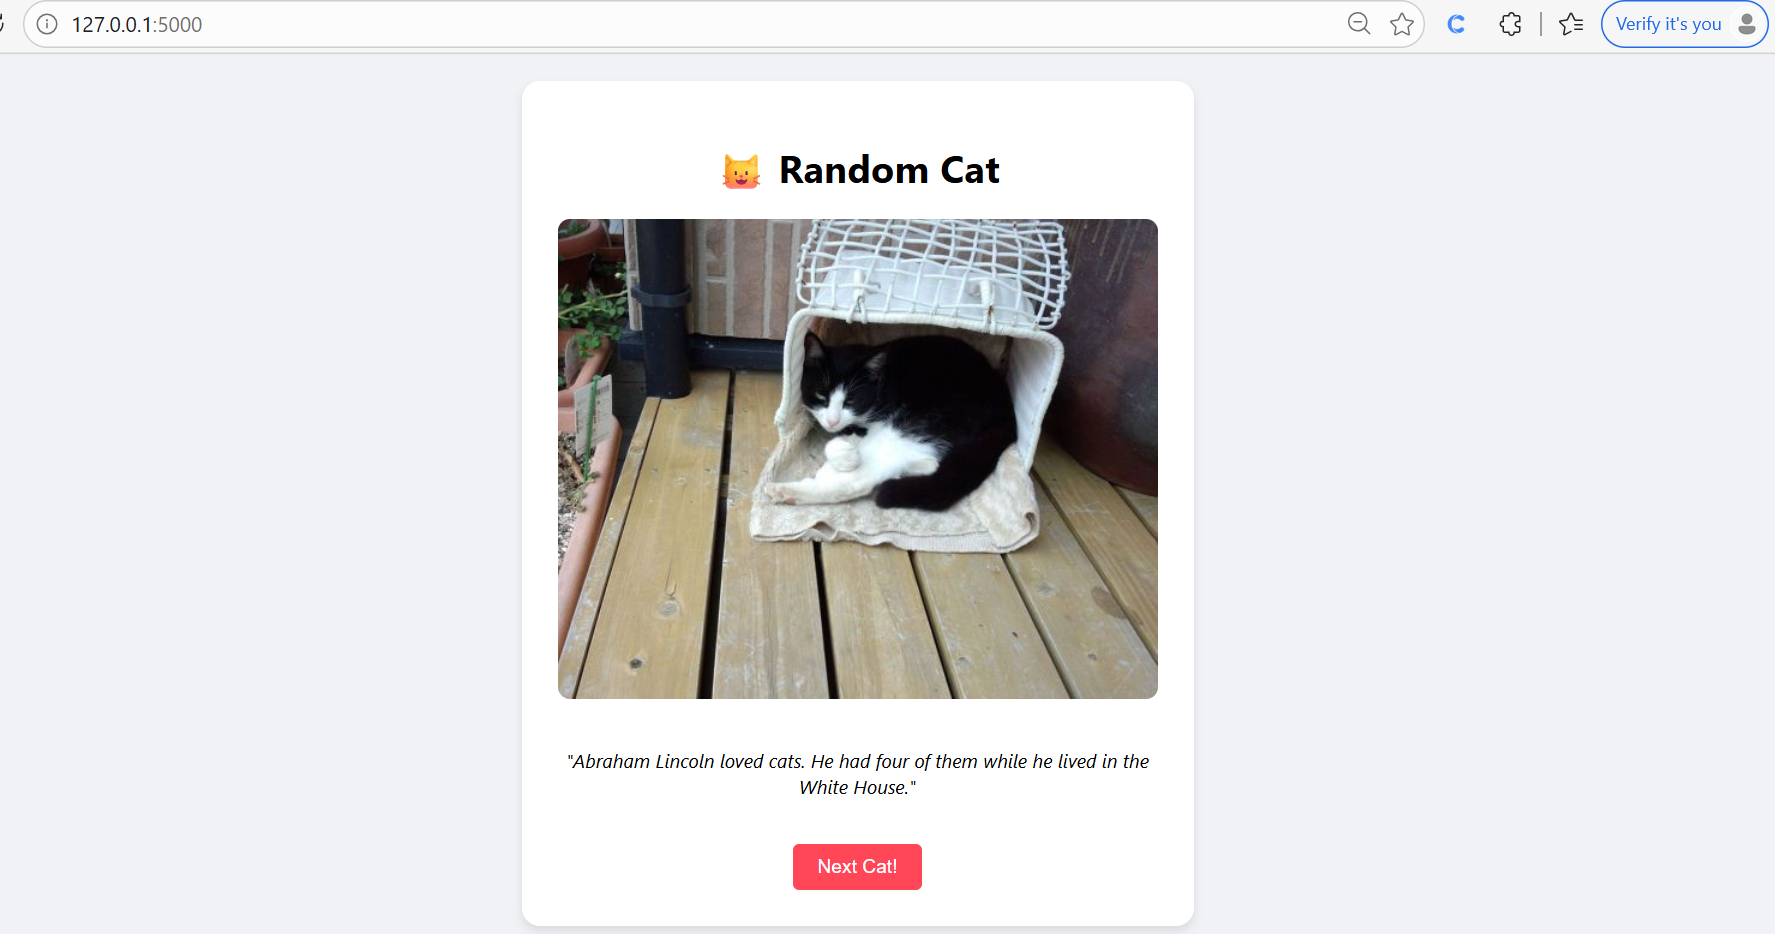 127.0.0.1:5000
Verify it's you
Random Cat
"Abraham Lincoln loved cats. He had four of them while he lived in the
White House."
Next Cat!